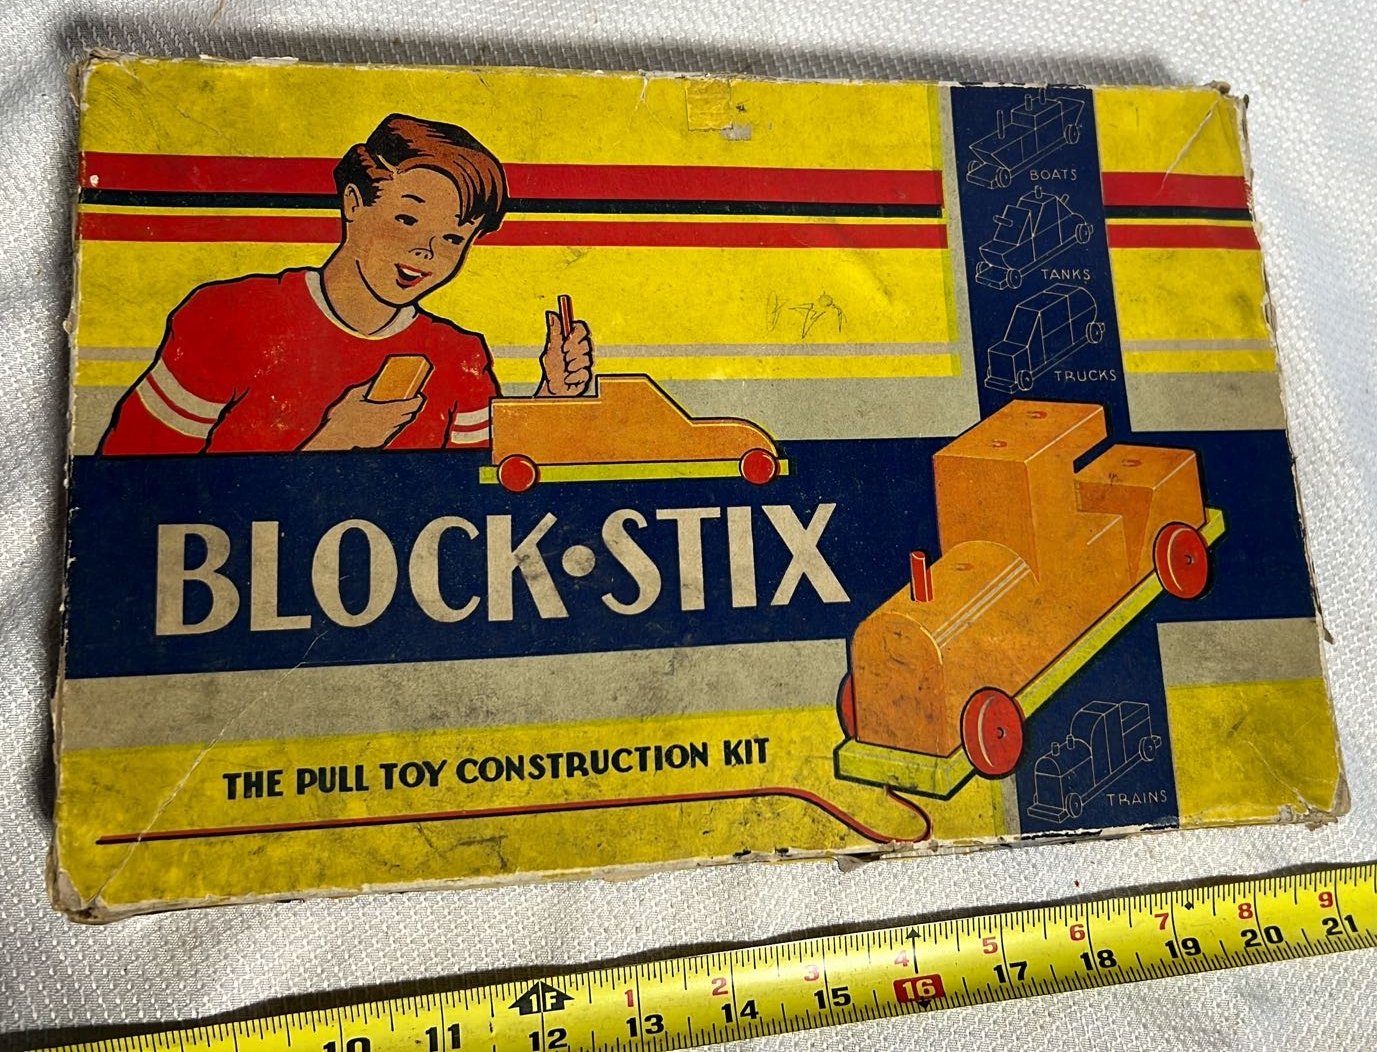 BOATS
TANKS
TRUCKS
BLOCK•STIX
THE PULL TOY CONSTRUCTION KIT
TRAINS
1 2 3 4 5 6 7 8 9
10 11 1F 12 13 14 15 16 17 18 19 20 21